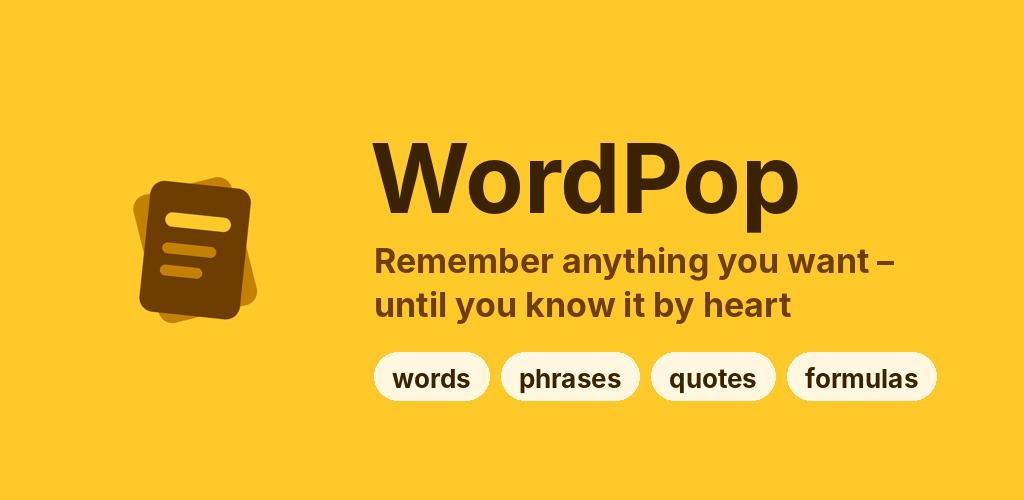 WordPop
Remember anything you want –
until you know it by heart
words phrases quotes formulas